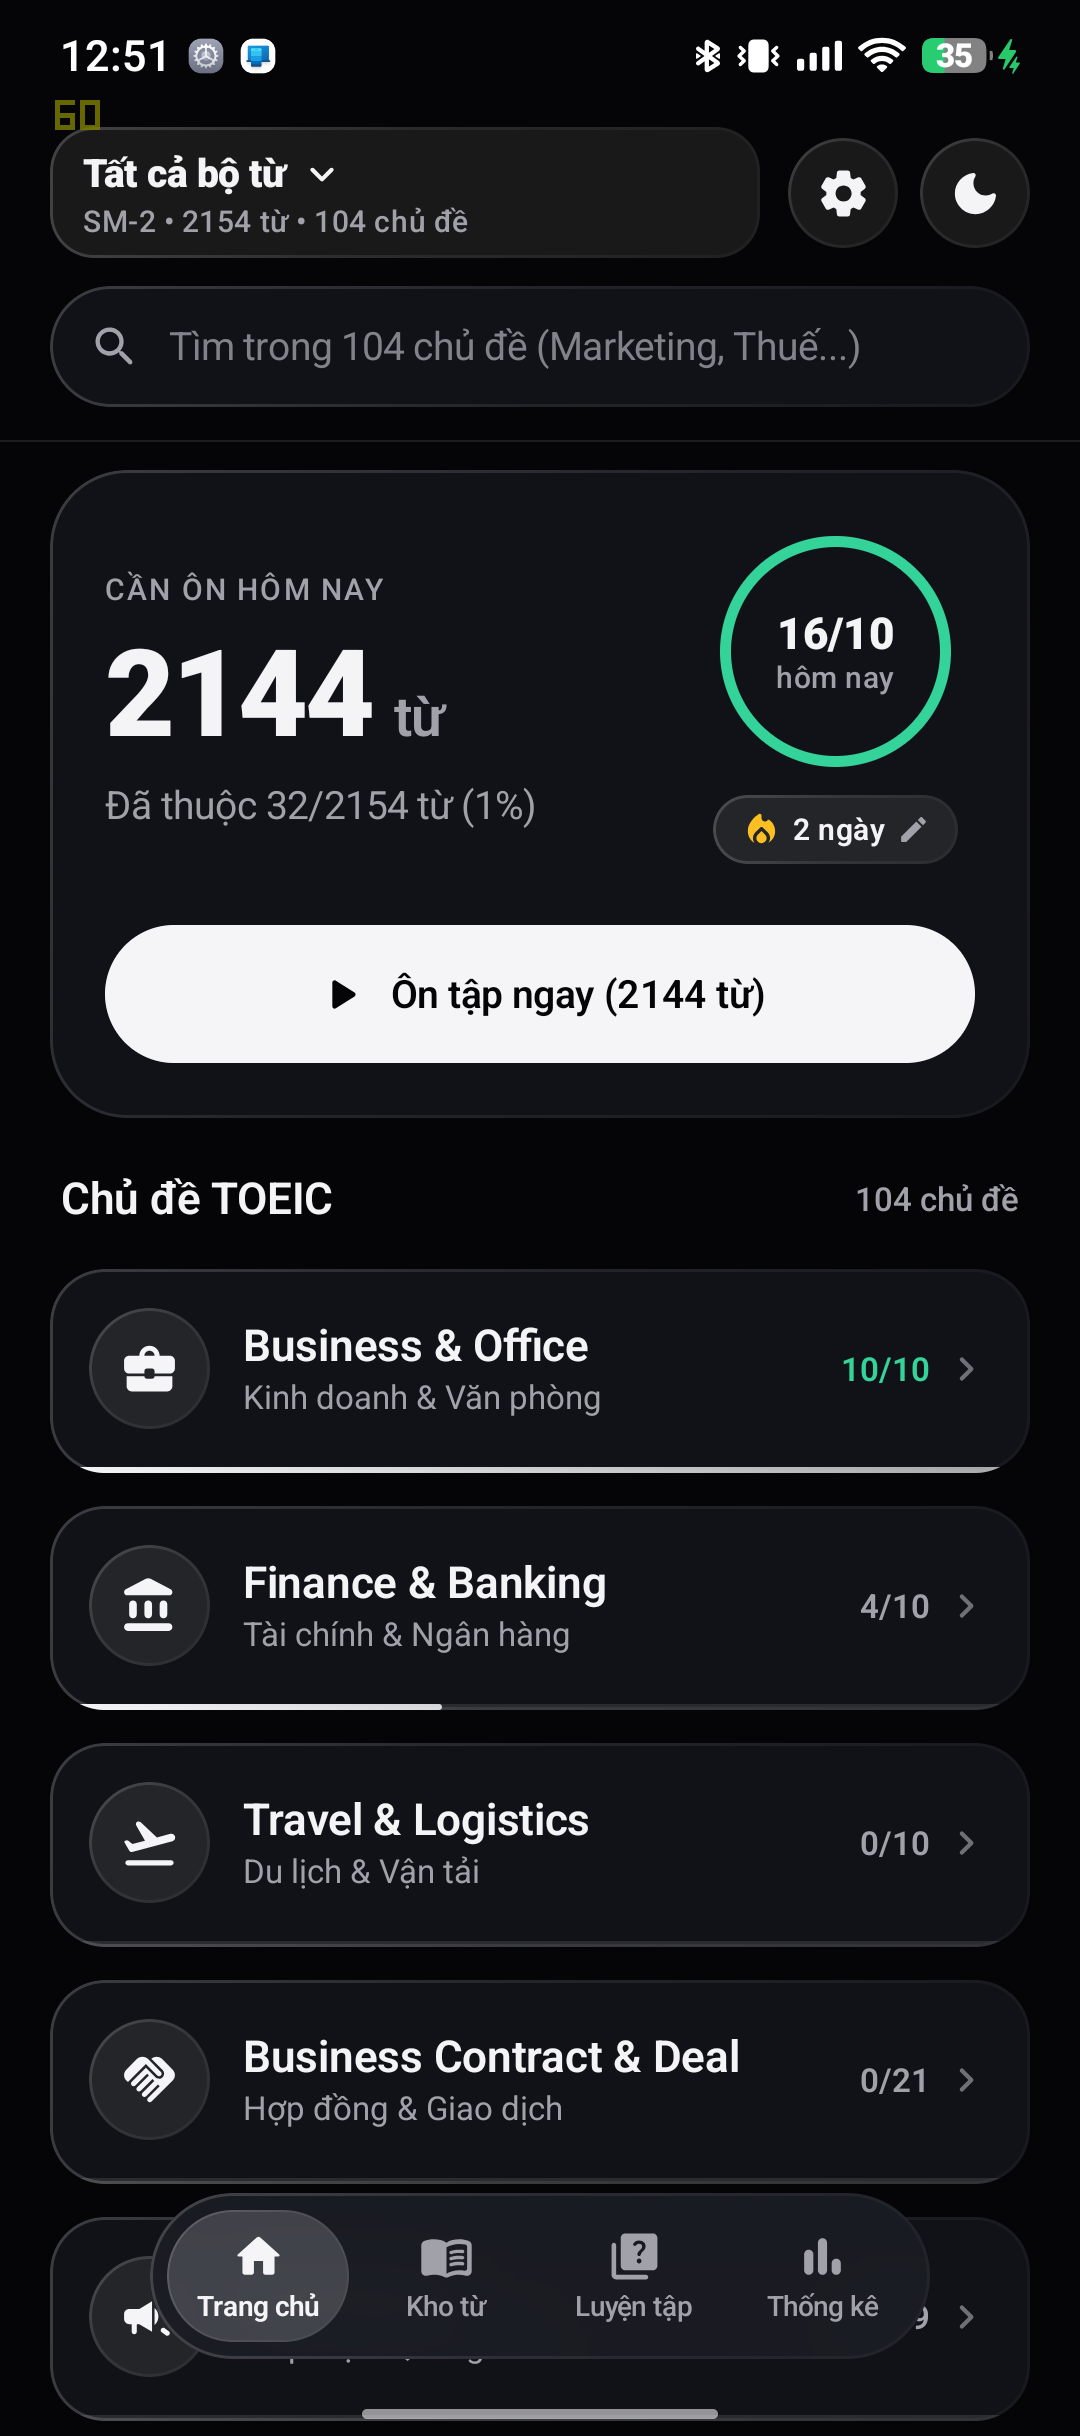 12:51
35
60
Tất cả bộ từ
SM-2 • 2154 từ • 104 chủ đề
Tìm trong 104 chủ đề (Marketing, Thuế...)
CẦN ÔN HÔM NAY
2144 từ
Đã thuộc 32/2154 từ (1%)
16/10
hôm nay
2 ngày
Ôn tập ngay (2144 từ)
Chủ đề TOEIC
104 chủ đề
Business & Office
Kinh doanh & Văn phòng
10/10
Finance & Banking
Tài chính & Ngân hàng
4/10
Travel & Logistics
Du lịch & Vận tải
0/10
Business Contract & Deal
Hợp đồng & Giao dịch
0/21
Trang chủ
Kho từ
Luyện tập
Thống kê